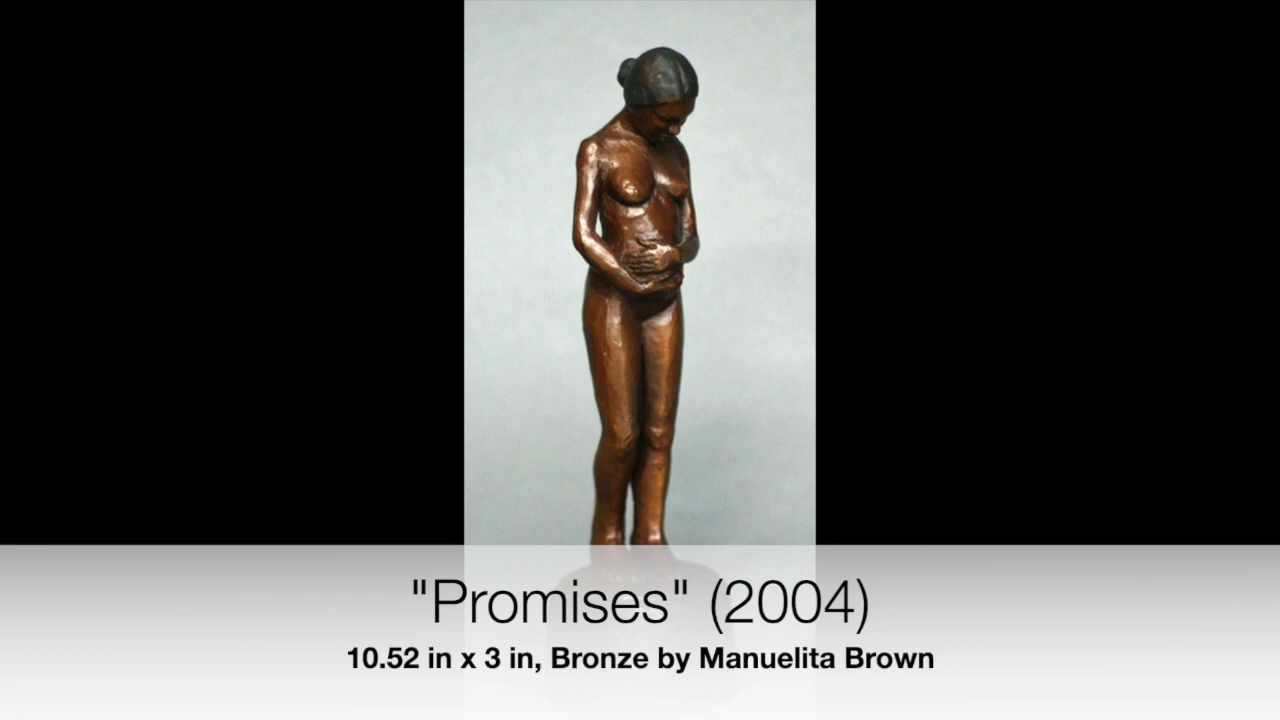 "Promises" (2004)
10.52 in x 3 in, Bronze by Manuelita Brown